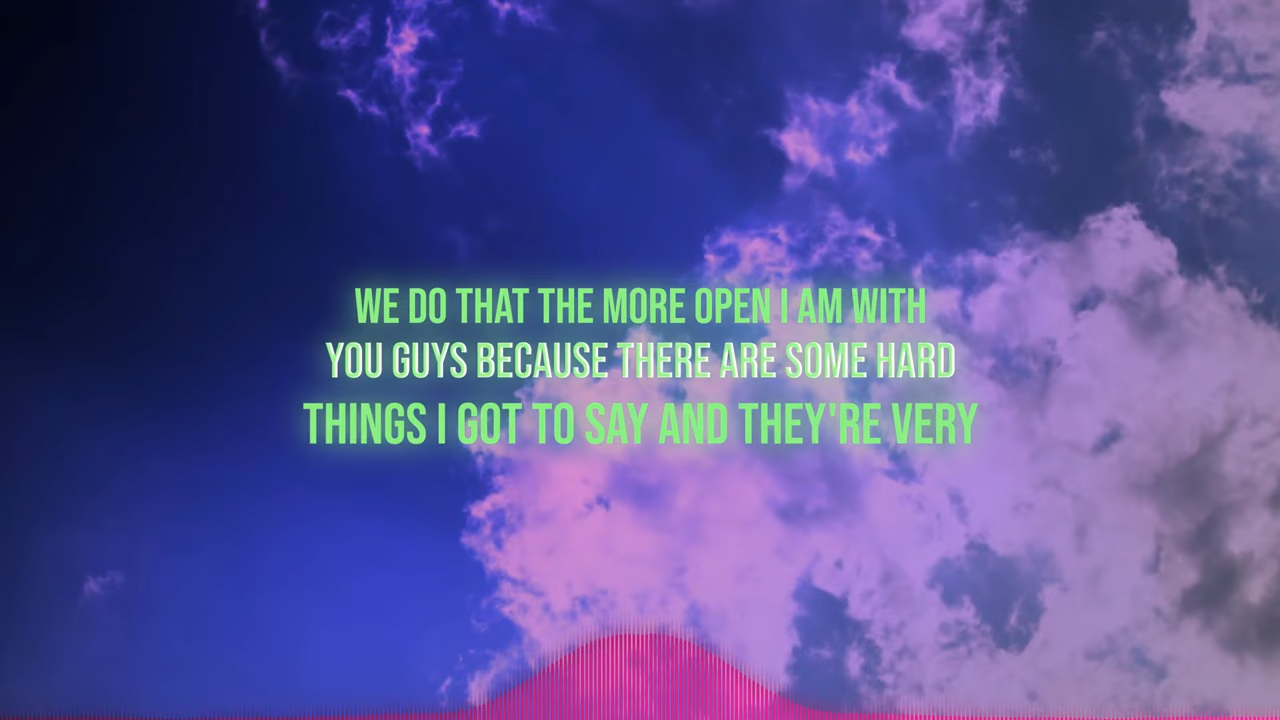 WE DO THAT THE MORE OPEN I AM WITH
YOU GUYS BECAUSE THERE ARE SOME HARD
THINGS I GOT TO SAY AND THEY'RE VERY